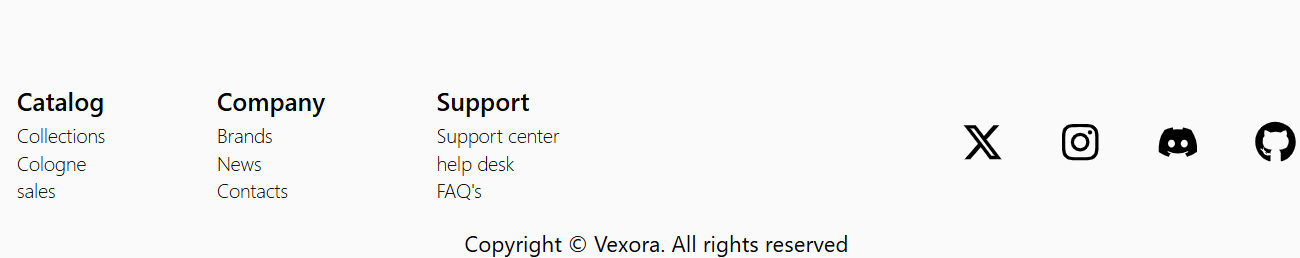 Catalog
Collections
Cologne
sales
Company
Brands
News
Contacts
Support
Support center
help desk
FAQ's
Copyright © Vexora. All rights reserved